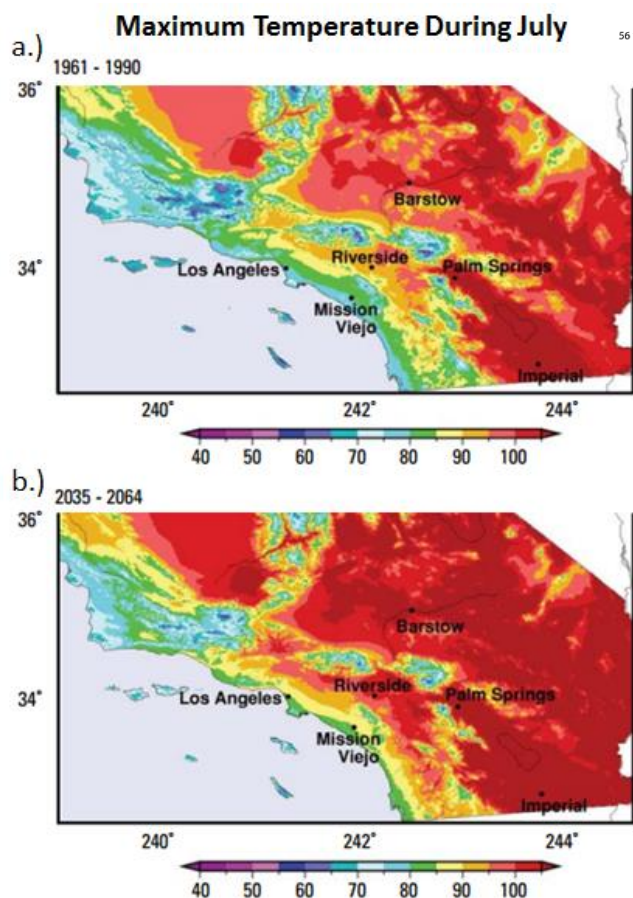 Maximum Temperature During July
56
a.)
1961 - 1990
36°
Barstow
34°
Los Angeles
Riverside
Palm Springs
Mission
Viejo
Imperial
240° 242° 244°
40 50 60 70 80 90 100
b.)
2035 - 2064
36°
Barstow
34°
Los Angeles
Riverside
Palm Springs
Mission
Viejo
Imperial
240° 242° 244°
40 50 60 70 80 90 100